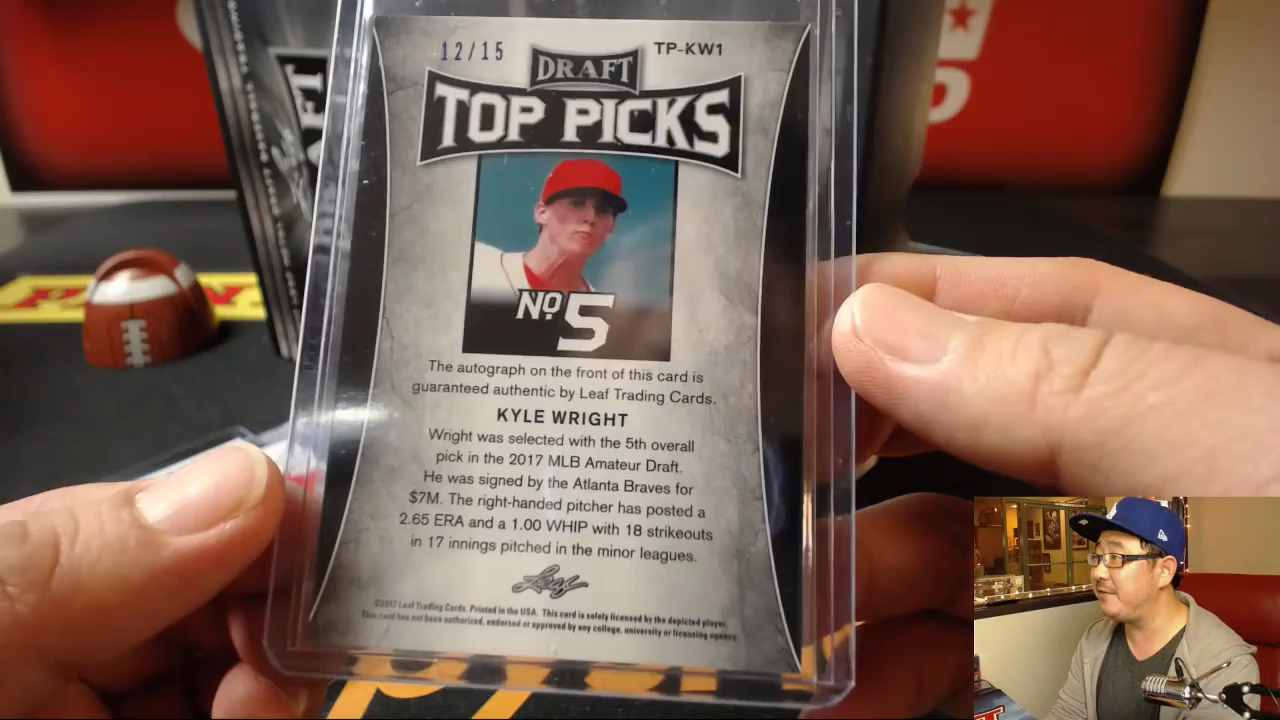 12/15
TP-KW1
DRAFT
TOP PICKS
No. 5
The autograph on the front of this card is
guaranteed authentic by Leaf Trading Cards.
KYLE WRIGHT
Wright was selected with the 5th overall
pick in the 2017 MLB Amateur Draft.
He was signed by the Atlanta Braves for
$7M. The right-handed pitcher has posted a
2.65 ERA and a 1.00 WHIP with 18 strikeouts
in 17 innings pitched in the minor leagues.
Leaf
©2017 Leaf Trading Cards. Printed in the USA. This card is solely licensed by the depicted player.
This card has not been authorized, endorsed or approved by any college, university or licensing agency.